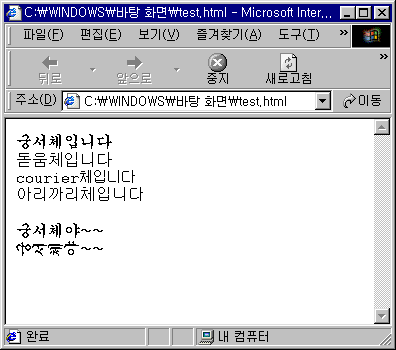 C:₩WINDOWS₩바탕 화면₩test,html - Microsoft Inter...
파일(F) 편집(E) 보기(V) 즐겨찾기(A) 도구(T) »
뒤로 앞으로 중지 새로고침 »
주소(D) C:₩WINDOWS₩바탕 화면₩test,html 이동
궁서체입니다
돋움체입니다
courier체입니다
아리까리체입니다
궁서체야~~
완료 내 컴퓨터